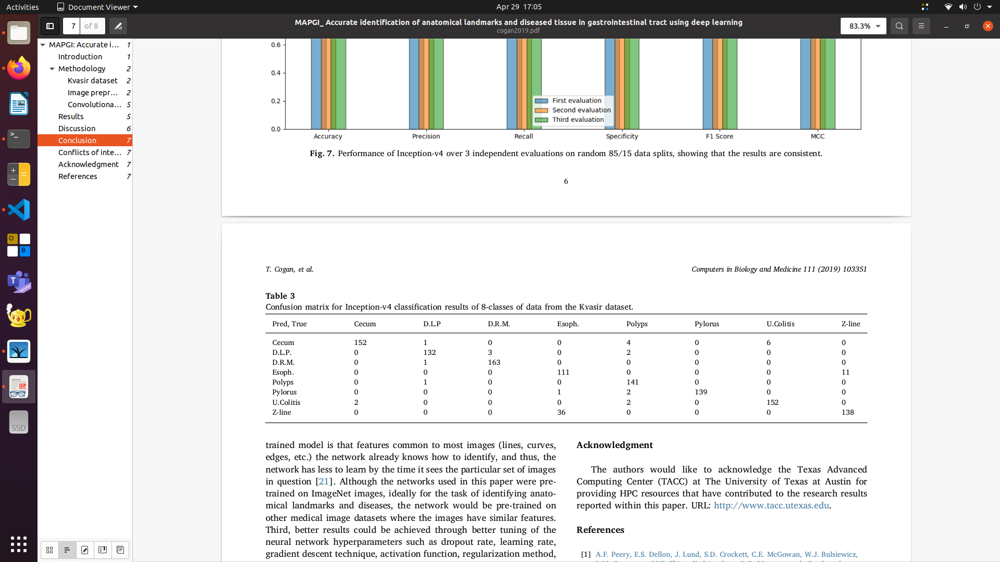 Activities Document Viewer Apr 29 17:05
7 of 8
MAPGI_ Accurate identification of anatomical landmarks and diseased tissue in gastrointestinal tract using deep learning
cogan2019.pdf
83.3%
MAPGI: Accurate i... 1
Introduction 1
Methodology 2
Kvasir dataset 2
Image prepr... 2
Convolutiona... 5
Results 5
Discussion 6
Conclusion 7
Conflicts of inte... 7
Acknowledgment 7
References 7
0.6
0.4
0.2
0.0
First evaluation
Second evaluation
Third evaluation
Accuracy Precision Recall Specificity F1 Score MCC
Fig. 7. Performance of Inception-v4 over 3 independent evaluations on random 85/15 data splits, showing that the results are consistent.
6
T. Cogan, et al. Computers in Biology and Medicine 111 (2019) 103351
Table 3
Confusion matrix for Inception-v4 classification results of 8-classes of data from the Kvasir dataset.
Pred, True Cecum D.L.P D.R.M. Esoph. Polyps Pylorus U.Colitis Z-line
Cecum 152 1 0 0 4 0 6 0
D.L.P. 0 132 3 0 2 0 0 0
D.R.M. 0 1 163 0 0 0 0 0
Esoph. 0 0 0 111 0 0 0 11
Polyps 0 1 0 0 141 0 0 0
Pylorus 0 0 0 1 2 139 0 0
U.Colitis 2 0 0 0 2 0 152 0
Z-line 0 0 0 36 0 0 0 138
trained model is that features common to most images (lines, curves,
edges, etc.) the network already knows how to identify, and thus, the
network has less to learn by the time it sees the particular set of images
in question [21]. Although the networks used in this paper were pre-
trained on ImageNet images, ideally for the task of identifying anato-
mical landmarks and diseases, the network would be pre-trained on
other medical image datasets where the images have similar features.
Third, better results could be achieved through better tuning of the
neural network hyperparameters such as dropout rate, learning rate,
gradient descent technique, activation function, regularization method,
Acknowledgment
The authors would like to acknowledge the Texas Advanced
Computing Center (TACC) at The University of Texas at Austin for
providing HPC resources that have contributed to the research results
reported within this paper. URL: http://www.tacc.utexas.edu.
References
[1] A.F. Peery, E.S. Dellon, J. Lund, S.D. Crockett, C.E. McGowan, W.J. Bulsiewicz,
O
B
T
SSD